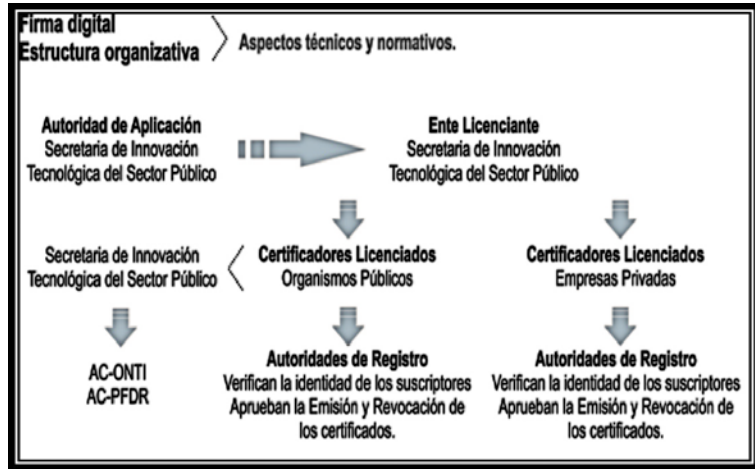 Firma digital
Estructura organizativa
Aspectos técnicos y normativos.
Autoridad de Aplicación
Secretaria de Innovación
Tecnológica del Sector Público
Ente Licenciante
Secretaria de Innovación
Tecnológica del Sector Público
Secretaria de Innovación
Tecnológica del Sector Público
Certificadores Licenciados
Organismos Públicos
Certificadores Licenciados
Empresas Privadas
AC-ONTI
AC-PFDR
Autoridades de Registro
Verifican la identidad de los suscriptores
Aprueban la Emisión y Revocación de
los certificados.
Autoridades de Registro
Verifican la identidad de los suscriptores
Aprueban la Emisión y Revocación de
los certificados.